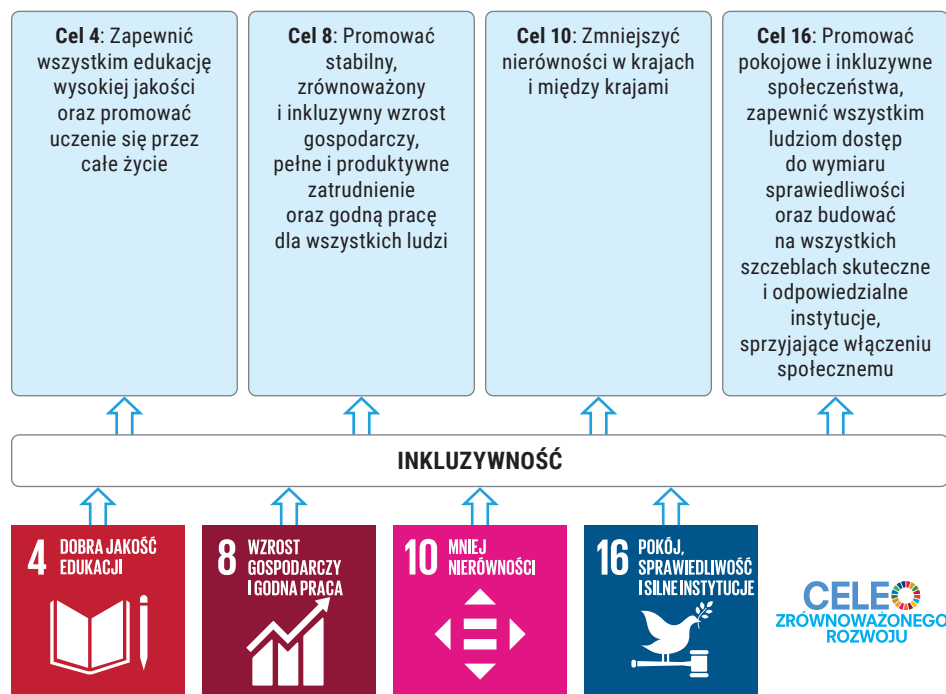 Cel 4: Zapewnić
wszystkim edukację
wysokiej jakości
oraz promować
uczenie się przez
całe życie
Cel 8: Promować
stabilny,
zrównoważony
i inkluzywny wzrost
gospodarczy,
pełne i produktywne
zatrudnienie
oraz godną pracę
dla wszystkich ludzi
Cel 10: Zmniejszyć
nierówności w krajach
i między krajami
Cel 16: Promować
pokojowe i inkluzywne
społeczeństwa,
zapewnić wszystkim
ludziom dostęp
do wymiaru
sprawiedliwości
oraz budować
na wszystkich
szczeblach skuteczne
i odpowiedzialne
instytucje,
sprzyjające włączeniu
społecznemu
INKLUZYWNOŚĆ
4 DOBRA JAKOŚĆ
EDUKACJI
8 WZROST
GOSPODARCZY
I GODNA PRACA
10 MNIEJ
NIERÓWNOŚCI
16 POKÓJ,
SPRAWIEDLIWOŚĆ
I SILNE INSTYTUCJE
CELE
ZRÓWNOWAŻONEGO
ROZWOJU